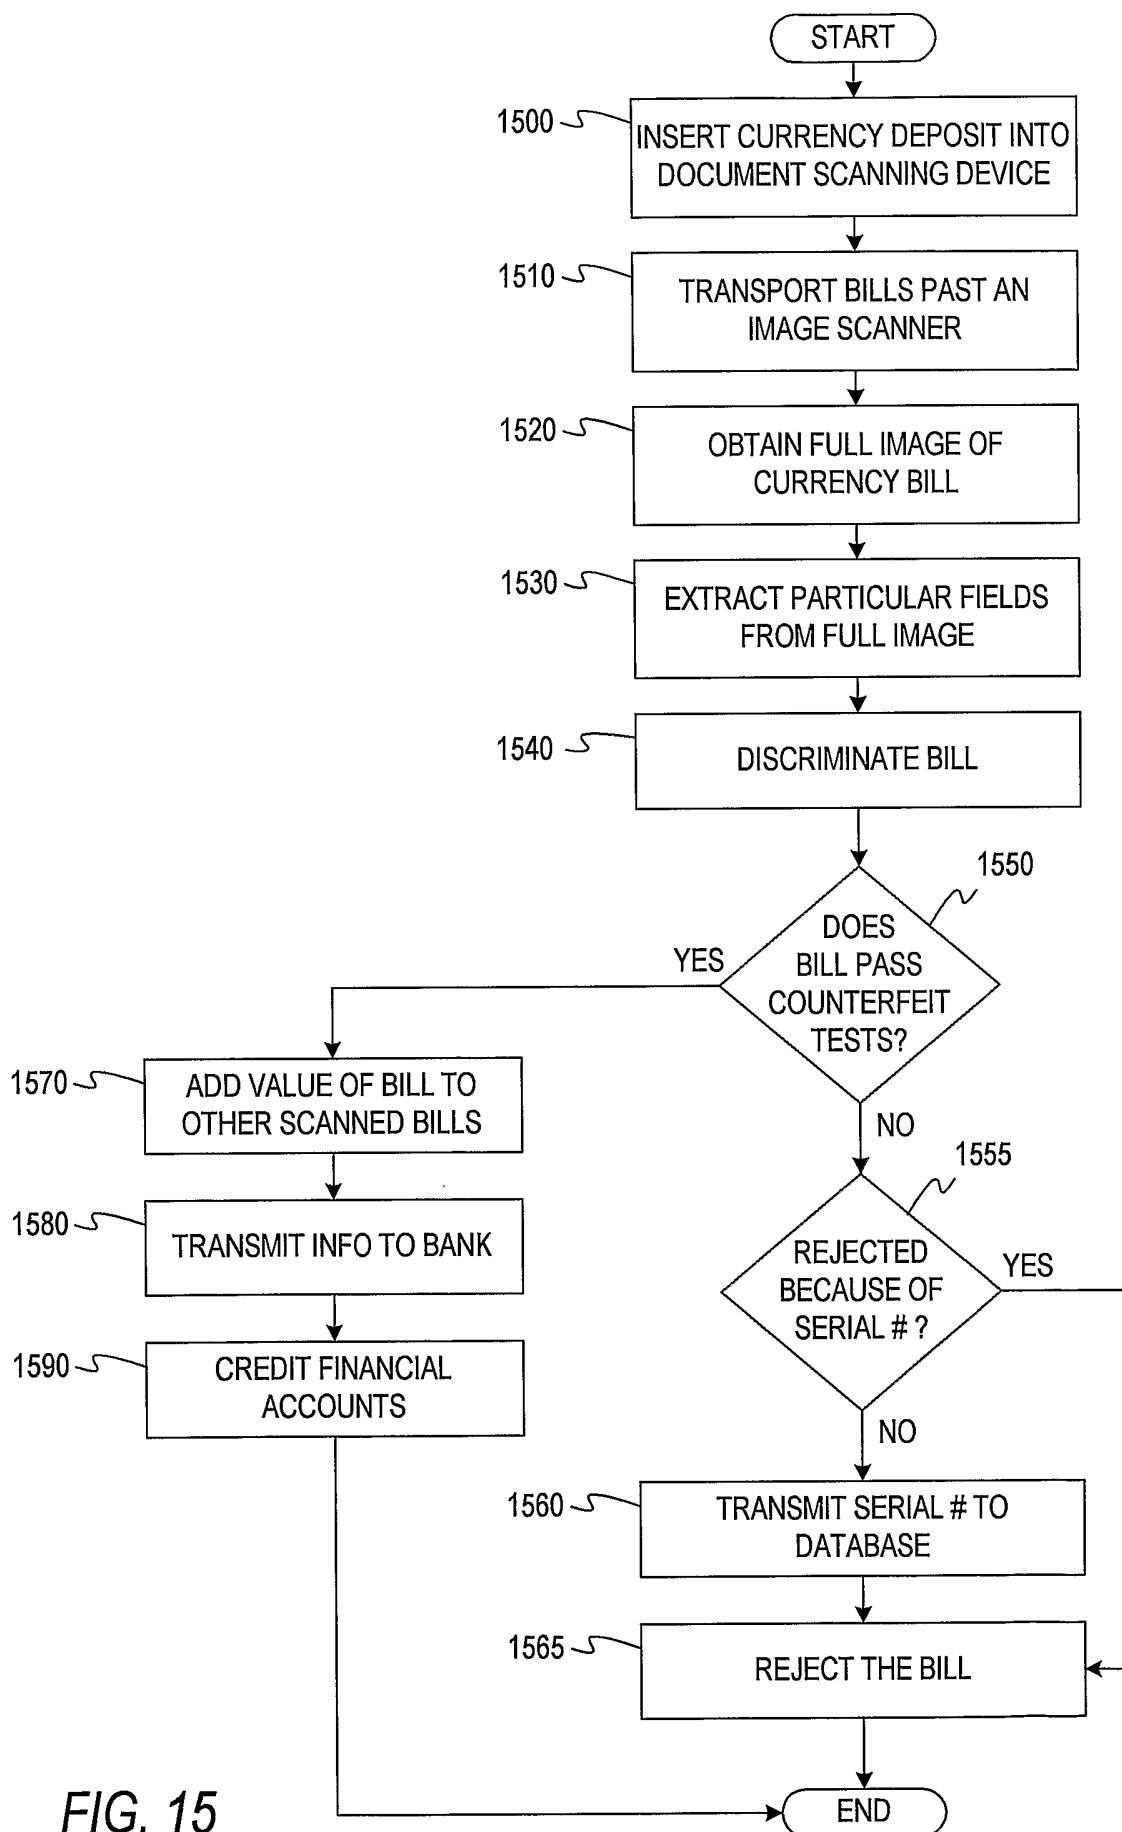 START
1500
INSERT CURRENCY DEPOSIT INTO
DOCUMENT SCANNING DEVICE
1510
TRANSPORT BILLS PAST AN
IMAGE SCANNER
1520
OBTAIN FULL IMAGE OF
CURRENCY BILL
1530
EXTRACT PARTICULAR FIELDS
FROM FULL IMAGE
1540
DISCRIMINATE BILL
1550
DOES
BILL PASS
COUNTERFEIT
TESTS?
YES
NO
1570
ADD VALUE OF BILL TO
OTHER SCANNED BILLS
1580
TRANSMIT INFO TO BANK
1590
CREDIT FINANCIAL
ACCOUNTS
1555
REJECTED
BECAUSE OF
SERIAL # ?
YES
NO
1560
TRANSMIT SERIAL # TO
DATABASE
1565
REJECT THE BILL
END
FIG. 15